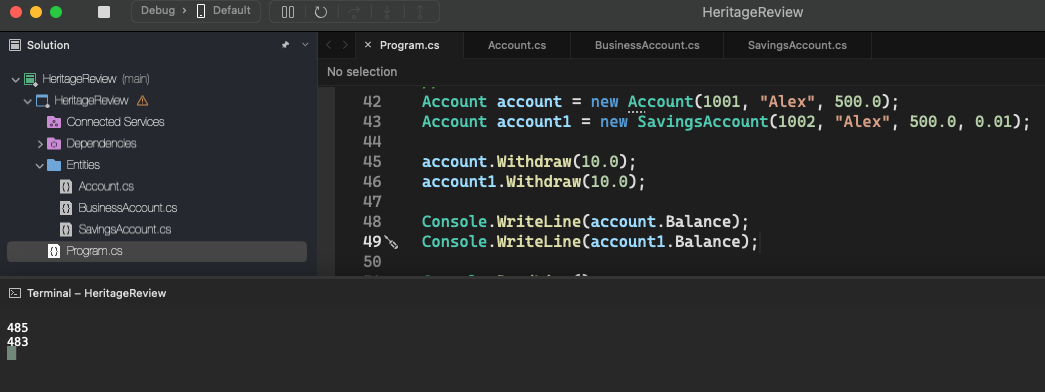 Debug > Default
HeritageReview
Solution
Program.cs
Account.cs
BusinessAccount.cs
SavingsAccount.cs
No selection
HeritageReview (main)
HeritageReview
Connected Services
Dependencies
Entities
Account.cs
BusinessAccount.cs
SavingsAccount.cs
Program.cs
42 Account account = new Account(1001, "Alex", 500.0);
43 Account account1 = new SavingsAccount(1002, "Alex", 500.0, 0.01);
44
45 account.Withdraw(10.0);
46 account1.Withdraw(10.0);
47
48 Console.WriteLine(account.Balance);
49 Console.WriteLine(account1.Balance);
50
Terminal – HeritageReview
485
483